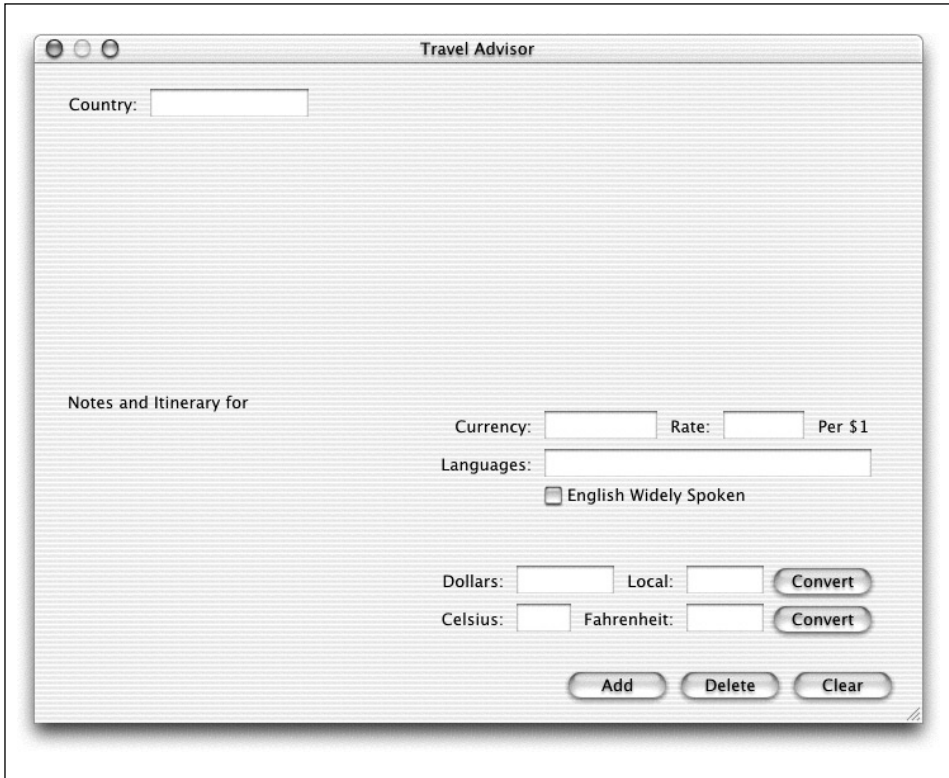 Travel Advisor
Country:
Notes and Itinerary for
Currency: Rate: Per $1
Languages:
English Widely Spoken
Dollars: Local: Convert
Celsius: Fahrenheit: Convert
Add Delete Clear